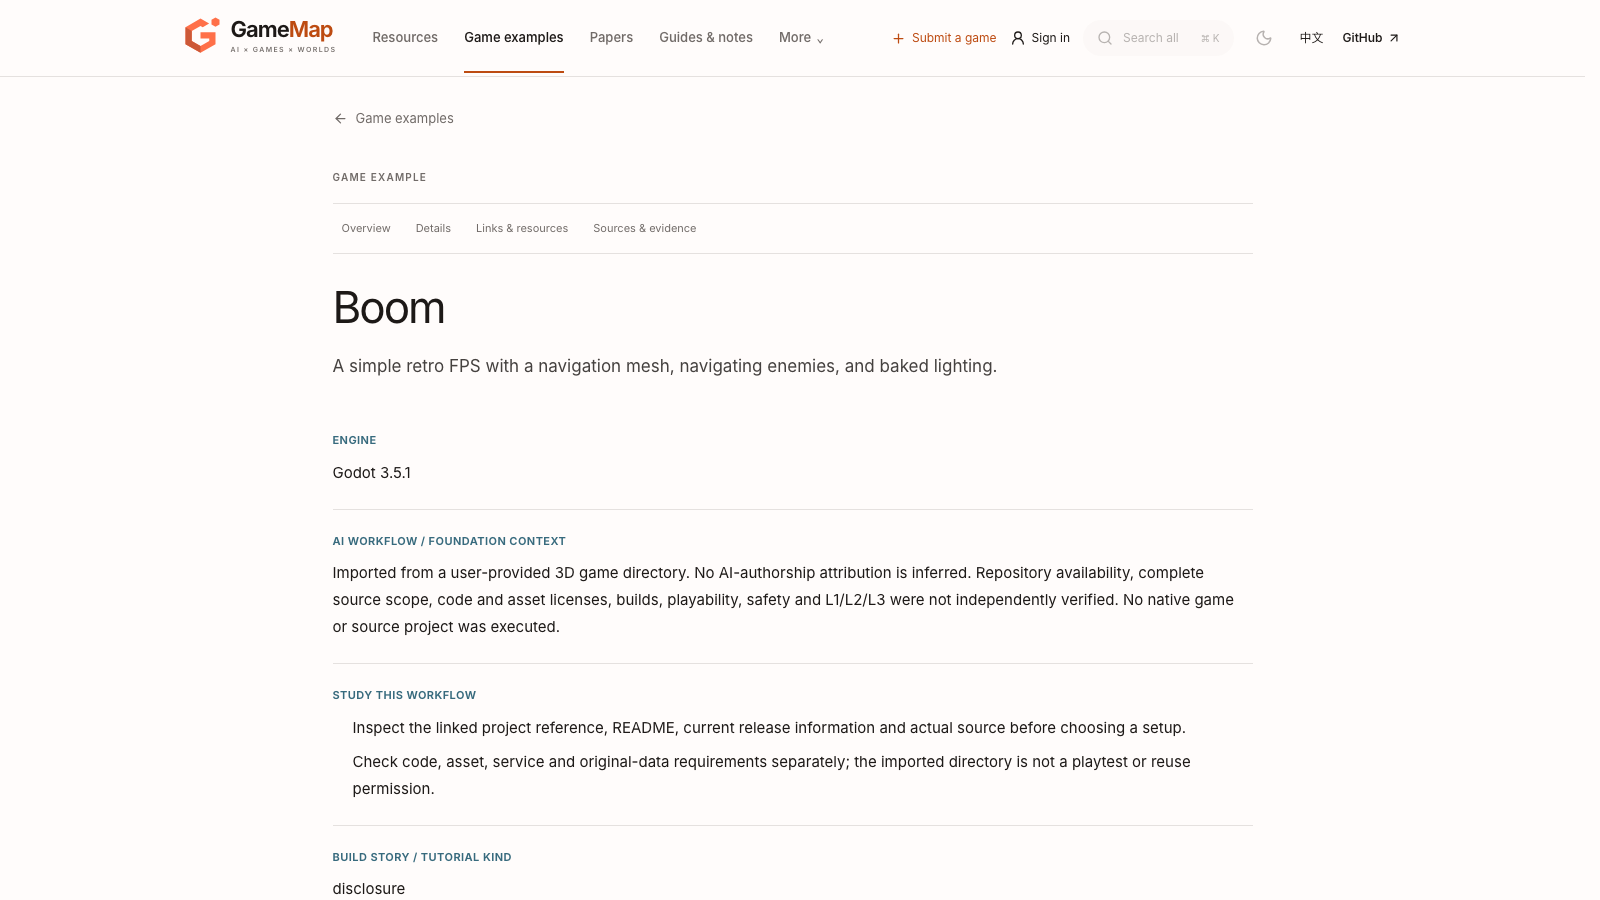 GameMap
AI × GAMES × WORLDS
Resources
Game examples
Papers
Guides & notes
More
Submit a game
Sign in
Search all
⌘ K
中文
GitHub
Game examples
GAME EXAMPLE
Overview
Details
Links & resources
Sources & evidence
Boom
A simple retro FPS with a navigation mesh, navigating enemies, and baked lighting.
ENGINE
Godot 3.5.1
AI WORKFLOW / FOUNDATION CONTEXT
Imported from a user-provided 3D game directory. No AI-authorship attribution is inferred. Repository availability, complete
source scope, code and asset licenses, builds, playability, safety and L1/L2/L3 were not independently verified. No native game
or source project was executed.
STUDY THIS WORKFLOW
Inspect the linked project reference, README, current release information and actual source before choosing a setup.
Check code, asset, service and original-data requirements separately; the imported directory is not a playtest or reuse
permission.
BUILD STORY / TUTORIAL KIND
disclosure